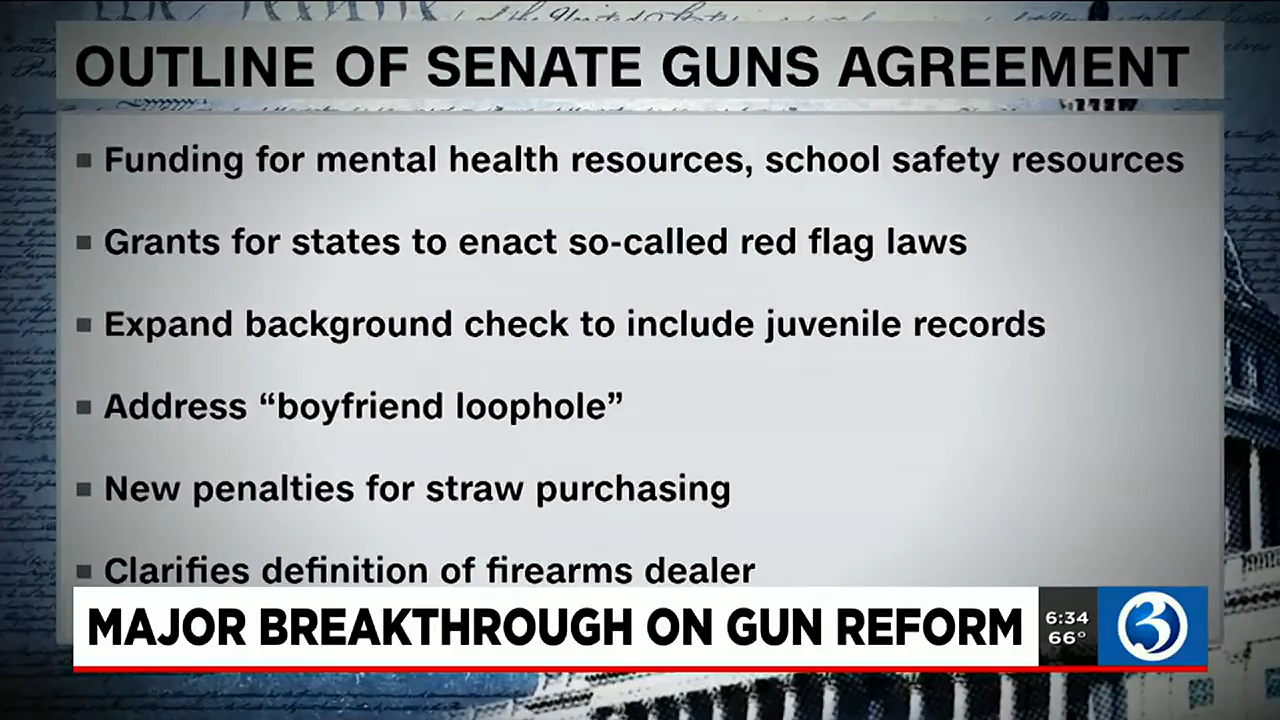 OUTLINE OF SENATE GUNS AGREEMENT
Funding for mental health resources, school safety resources
Grants for states to enact so-called red flag laws
Expand background check to include juvenile records
Address “boyfriend loophole”
New penalties for straw purchasing
Clarifies definition of firearms dealer
MAJOR BREAKTHROUGH ON GUN REFORM
6:34
66°
3